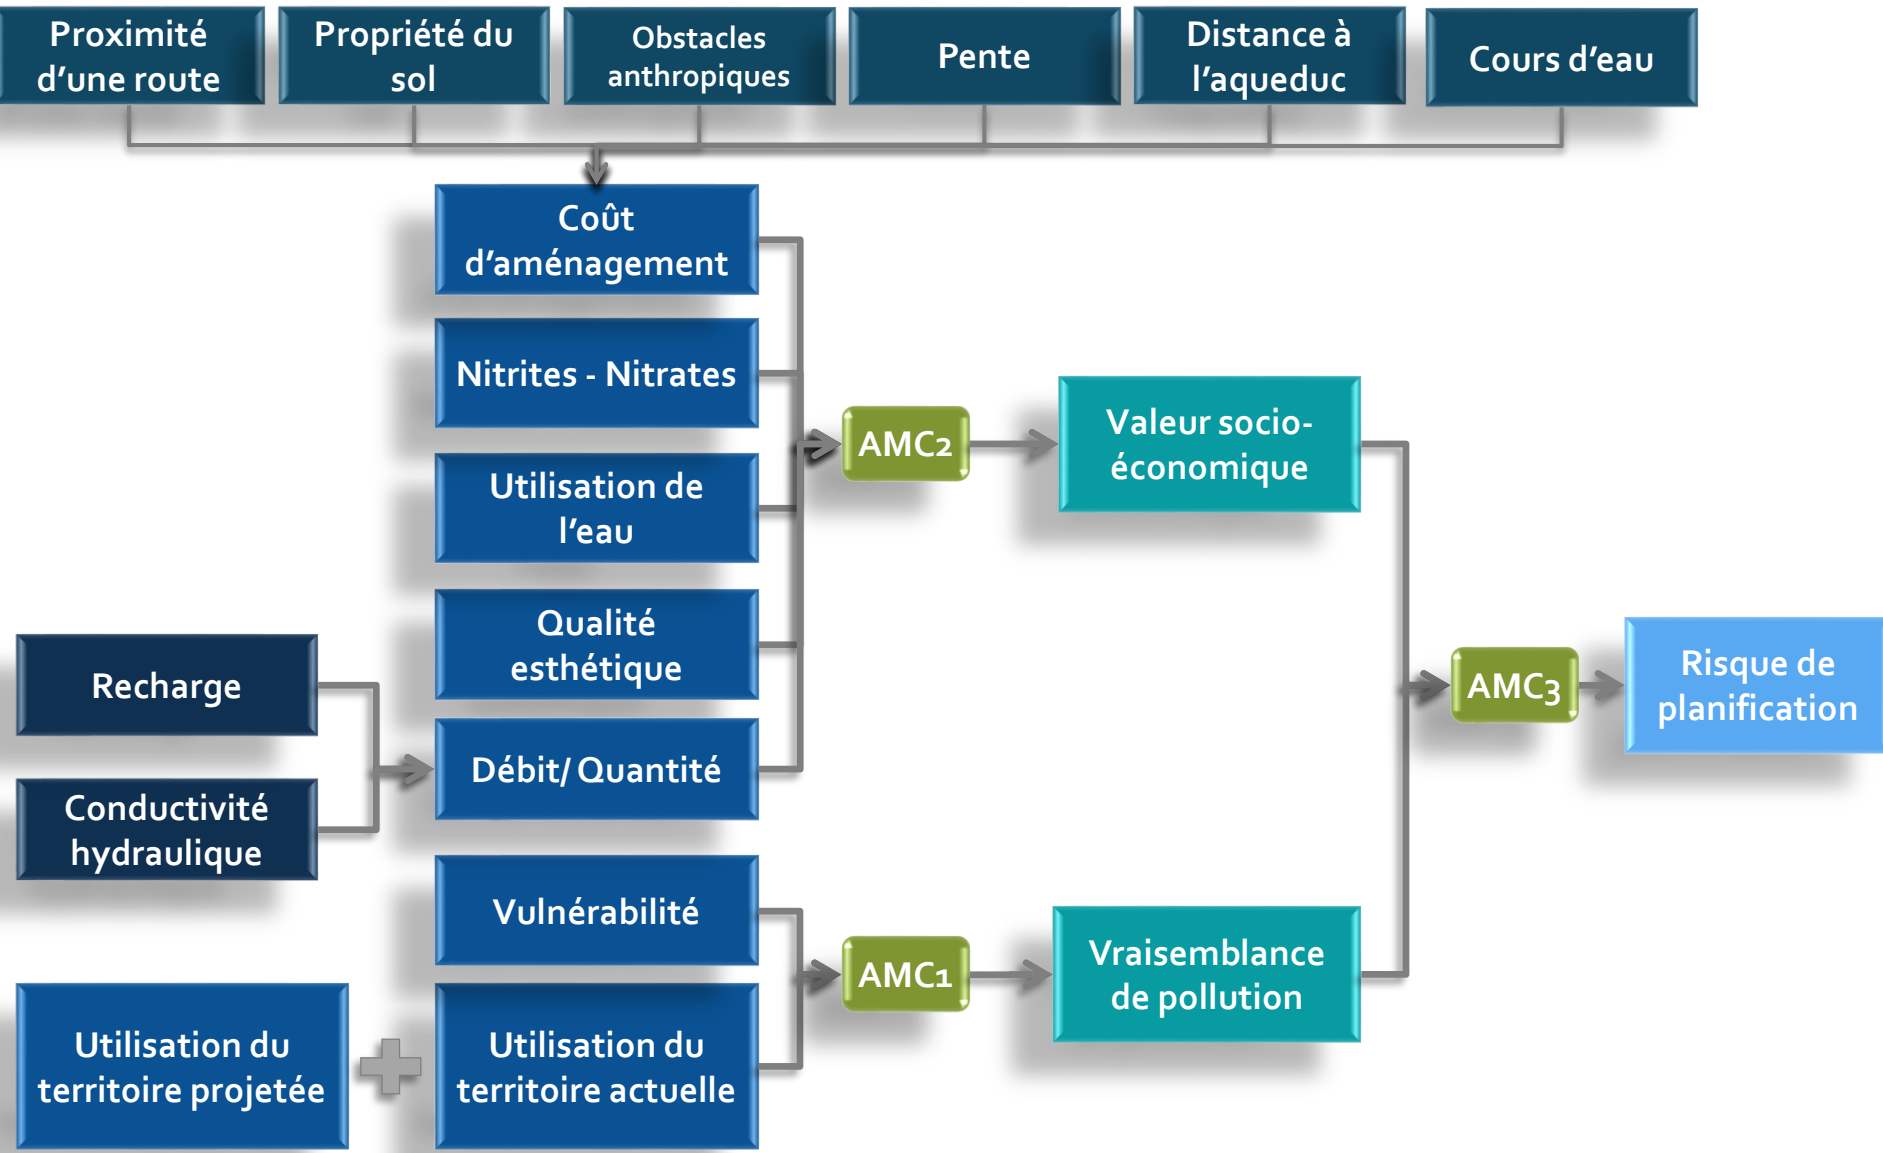 Proximité
d’une route
Propriété du
sol
Obstacles
anthropiques
Pente
Distance à
l’aqueduc
Cours d’eau
Coût
d’aménagement
Nitrites - Nitrates
Utilisation de
l’eau
Qualité
esthétique
Débit/ Quantité
Recharge
Conductivité
hydraulique
AMC2
Valeur socio-
économique
AMC3
Risque de
planification
Vulnérabilité
AMC1
Vraisemblance
de pollution
Utilisation du
territoire projetée
Utilisation du
territoire actuelle